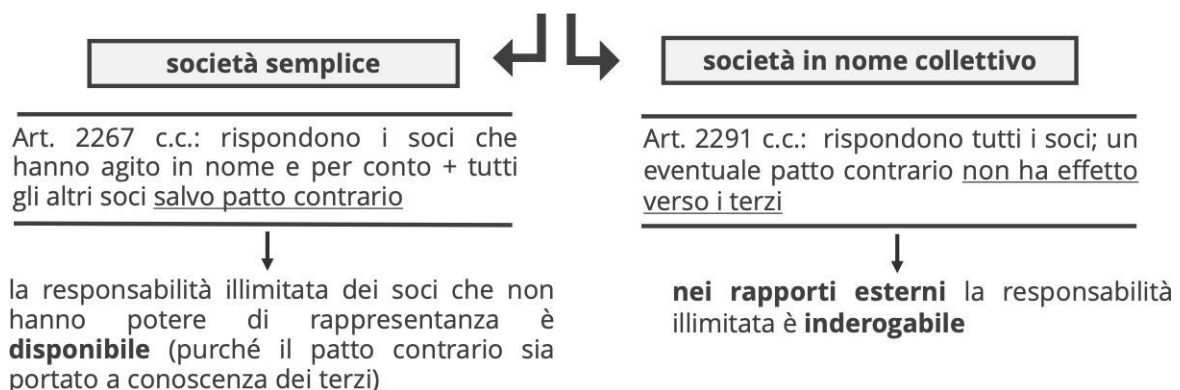 società semplice
Art. 2267 c.c.: rispondono i soci che
hanno agito in nome e per conto + tutti
gli altri soci salvo patto contrario
la responsabilità illimitata dei soci che non
hanno potere di rappresentanza è
disponibile (purché il patto contrario sia
portato a conoscenza dei terzi)
società in nome collettivo
Art. 2291 c.c.: rispondono tutti i soci; un
eventuale patto contrario non ha effetto
verso i terzi
nei rapporti esterni la responsabilità
illimitata è inderogabile